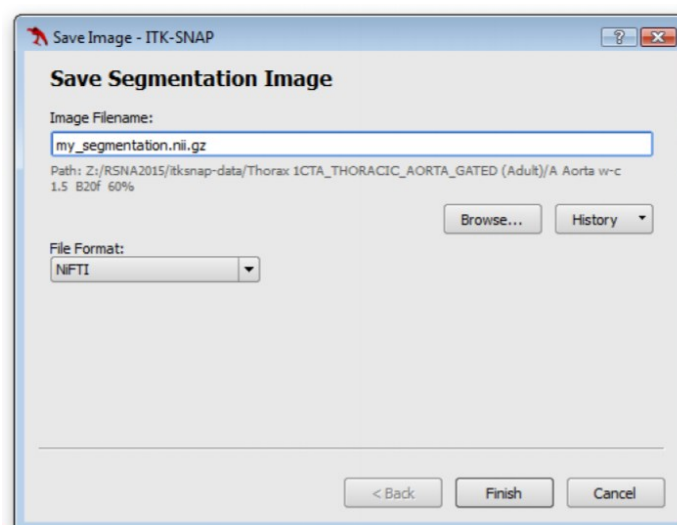 Save Image - ITK-SNAP
Save Segmentation Image
Image Filename:
my_segmentation.nii.gz
Path: Z:/RSNA2015/itksnap-data/Thorax 1CTA_THORACIC_AORTA_GATED (Adult)/A Aorta w-c
1.5 B20f 60%
Browse...
History
File Format:
NiFTI
< Back
Finish
Cancel